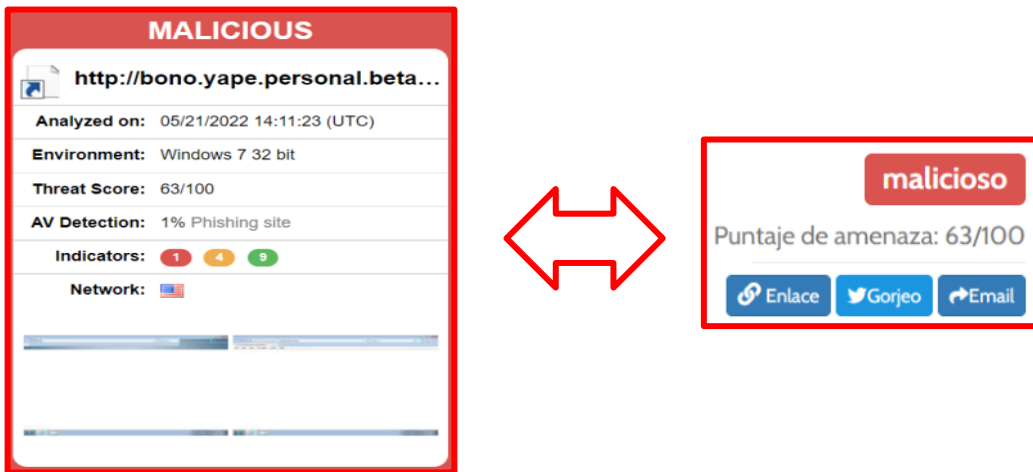 MALICIOUS
http://bono.yape.personal.beta...
Analyzed on: 05/21/2022 14:11:23 (UTC)
Environment: Windows 7 32 bit
Threat Score: 63/100
AV Detection: 1% Phishing site
Indicators: 1 4 9
Network:
malicioso
Puntaje de amenaza: 63/100
Enlace Gorjeo Email